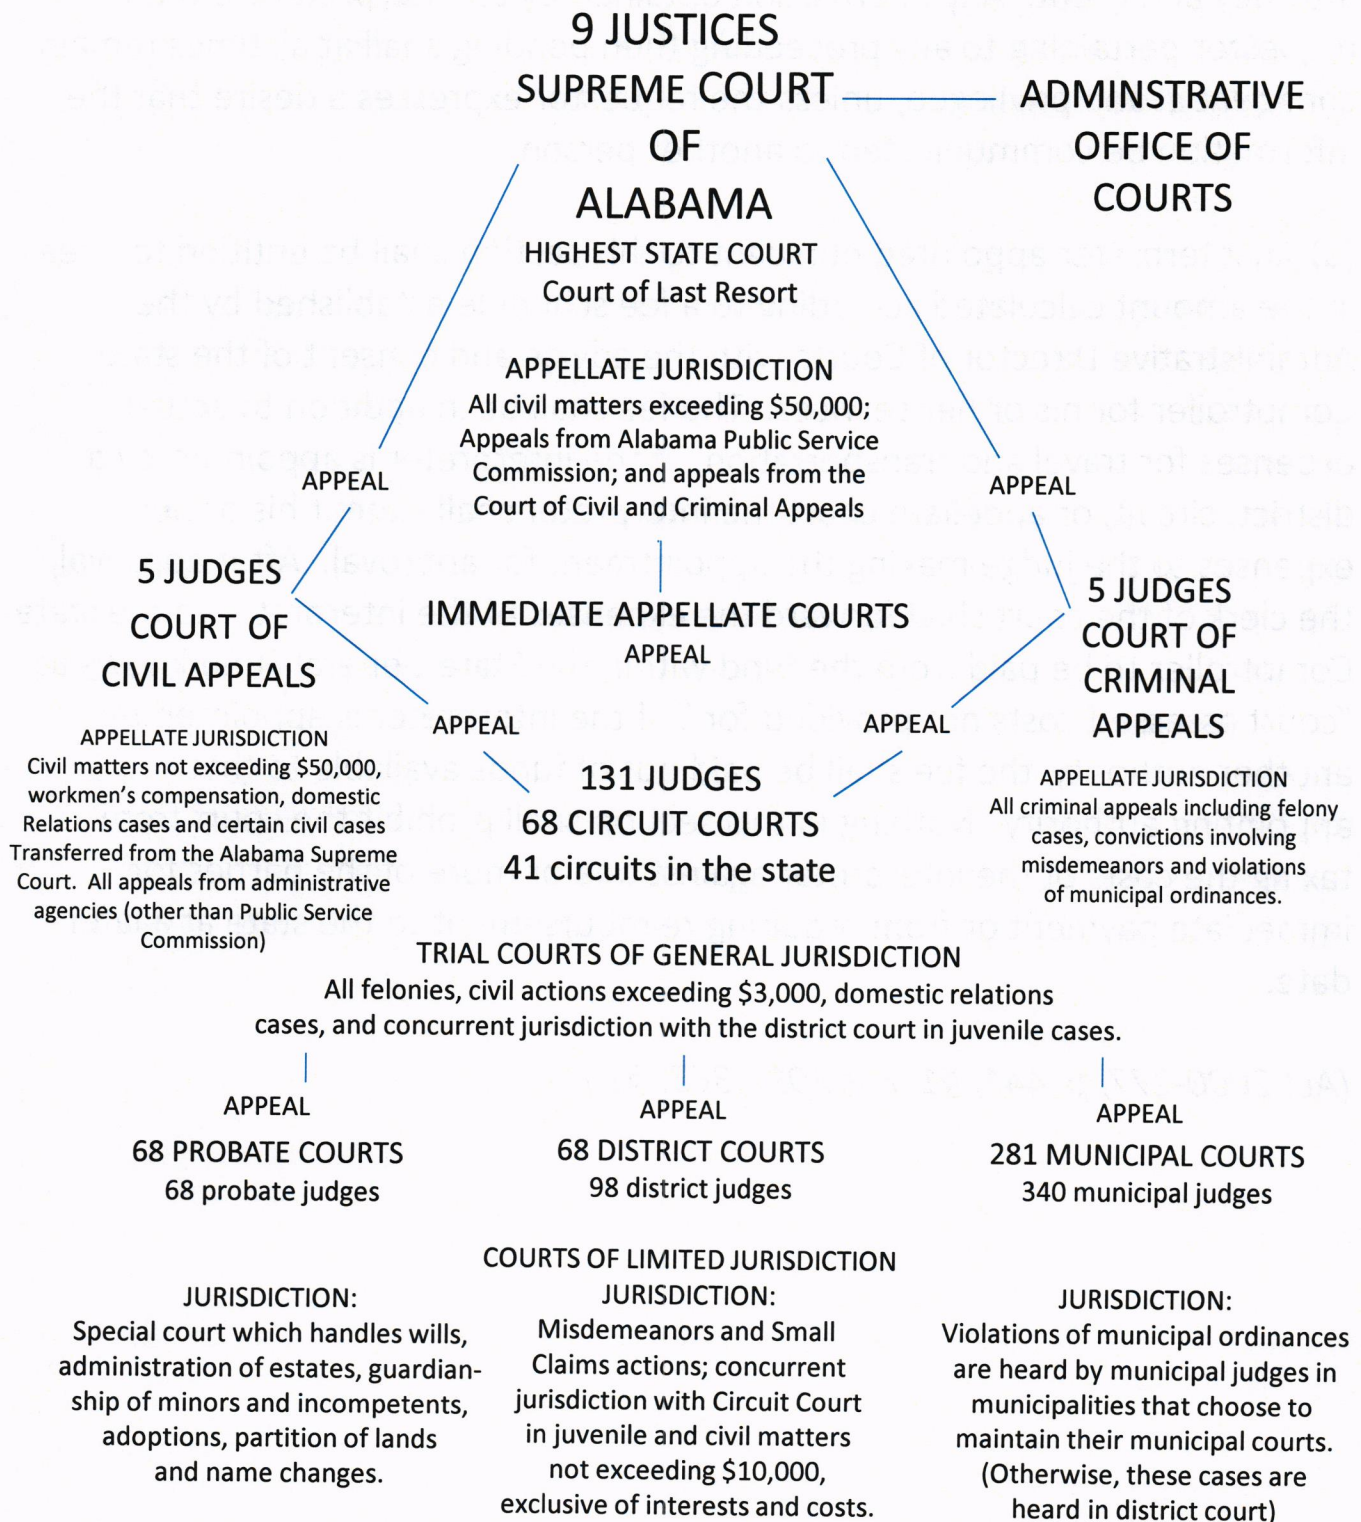 9 JUSTICES
SUPREME COURT
OF
ALABAMA
HIGHEST STATE COURT
Court of Last Resort
ADMINSTRATIVE
OFFICE OF
COURTS
APPELLATE JURISDICTION
All civil matters exceeding $50,000;
Appeals from Alabama Public Service
Commission; and appeals from the
Court of Civil and Criminal Appeals
APPEAL
APPEAL
5 JUDGES
COURT OF
CIVIL APPEALS
APPELLATE JURISDICTION
Civil matters not exceeding $50,000,
workmen's compensation, domestic
Relations cases and certain civil cases
Transferred from the Alabama Supreme
Court. All appeals from administrative
agencies (other than Public Service
Commission)
IMMEDIATE APPELLATE COURTS
APPEAL
5 JUDGES
COURT OF
CRIMINAL
APPEALS
APPELLATE JURISDICTION
All criminal appeals including felony
cases, convictions involving
misdemeanors and violations
of municipal ordinances.
APPEAL
APPEAL
131 JUDGES
68 CIRCUIT COURTS
41 circuits in the state
TRIAL COURTS OF GENERAL JURISDICTION
All felonies, civil actions exceeding $3,000, domestic relations
cases, and concurrent jurisdiction with the district court in juvenile cases.
APPEAL
68 PROBATE COURTS
68 probate judges
APPEAL
68 DISTRICT COURTS
98 district judges
APPEAL
281 MUNICIPAL COURTS
340 municipal judges
COURTS OF LIMITED JURISDICTION
JURISDICTION:
Special court which handles wills,
administration of estates, guardian-
ship of minors and incompetents,
adoptions, partition of lands
and name changes.
JURISDICTION:
Misdemeanors and Small
Claims actions; concurrent
jurisdiction with Circuit Court
in juvenile and civil matters
not exceeding $10,000,
exclusive of interests and costs.
JURISDICTION:
Violations of municipal ordinances
are heard by municipal judges in
municipalities that choose to
maintain their municipal courts.
(Otherwise, these cases are
heard in district court)